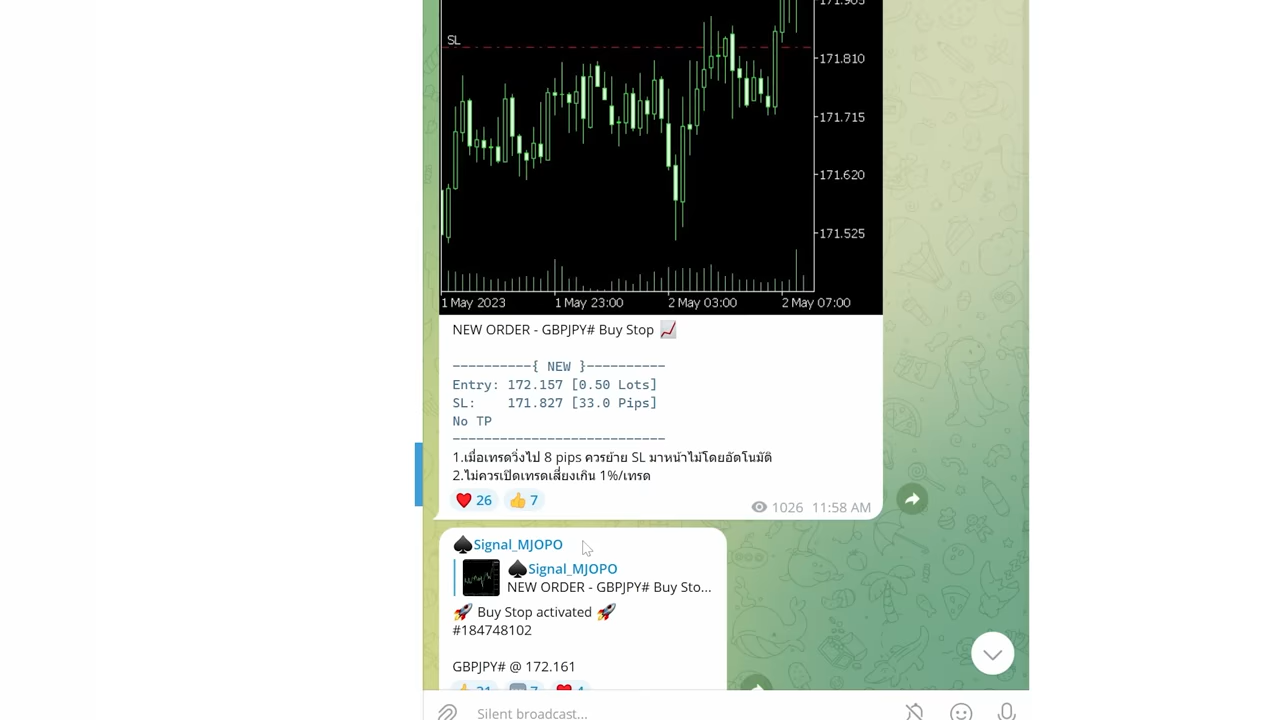 171.905
SL
171.810
171.715
171.620
171.525
1 May 2023 1 May 23:00 2 May 03:00 2 May 07:00
NEW ORDER - GBPJPY# Buy Stop 📈
----------{ NEW }----------
Entry: 172.157 [0.50 Lots]
SL: 171.827 [33.0 Pips]
No TP
---------------------------
1.เมื่อเทรดวิ่งไป 8 pips ควรย้าย SL มาหน้าไม้โดยอัตโนมัติ
2.ไม่ควรเปิดเทรดเสี่ยงเกิน 1%/เทรด
❤️ 26 👍 7 1026 11:58 AM
♠️Signal_MJOPO
♠️Signal_MJOPO
NEW ORDER - GBPJPY# Buy Sto...
🚀 Buy Stop activated 🚀
#184748102
GBPJPY# @ 172.161
Silent broadcast...